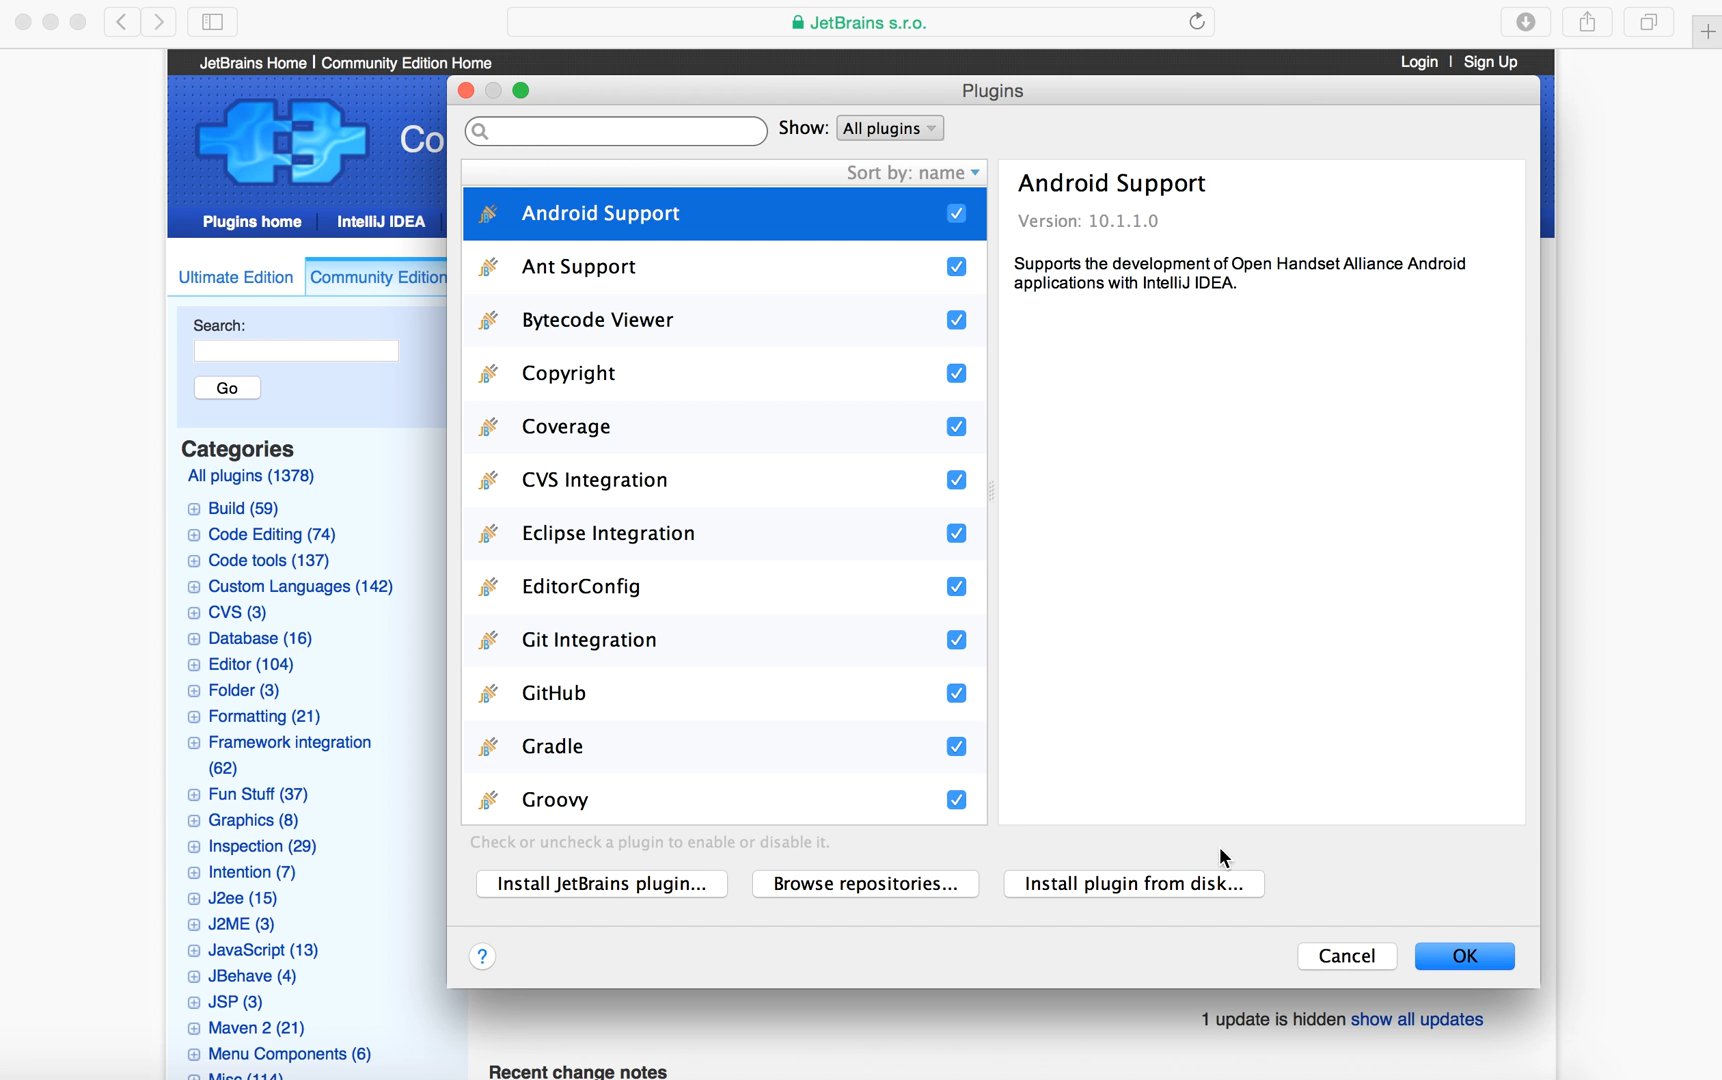 JetBrains s.r.o.
JetBrains Home | Community Edition Home
Login | Sign Up
Plugins
Co
Show: All plugins
Plugins home
IntelliJ IDEA
Ultimate Edition
Community Edition
Search:
Go
Categories
All plugins (1378)
Build (59)
Code Editing (74)
Code tools (137)
Custom Languages (142)
CVS (3)
Database (16)
Editor (104)
Folder (3)
Formatting (21)
Framework integration
(62)
Fun Stuff (37)
Graphics (8)
Inspection (29)
Intention (7)
J2ee (15)
J2ME (3)
JavaScript (13)
JBehave (4)
JSP (3)
Maven 2 (21)
Menu Components (6)
Misc (114)
Sort by: name
Android Support
Ant Support
Bytecode Viewer
Copyright
Coverage
CVS Integration
Eclipse Integration
EditorConfig
Git Integration
GitHub
Gradle
Groovy
Android Support
Version: 10.1.1.0
Supports the development of Open Handset Alliance Android
applications with IntelliJ IDEA.
Check or uncheck a plugin to enable or disable it.
Install JetBrains plugin...
Browse repositories...
Install plugin from disk...
?
Cancel
OK
1 update is hidden show all updates
Recent change notes